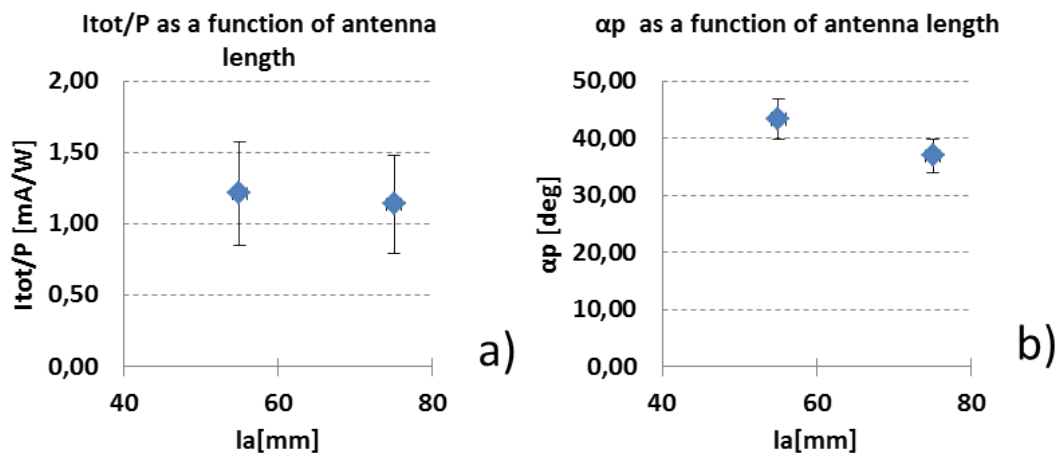 Itot/P as a function of antenna
length
2,00
1,50
1,00
0,50
0,00
Itot/P [mA/W]
40
60
80
la[mm]
a)
αp  as a function of antenna length
50,00
40,00
30,00
20,00
10,00
0,00
αp [deg]
40
60
80
la[mm]
b)